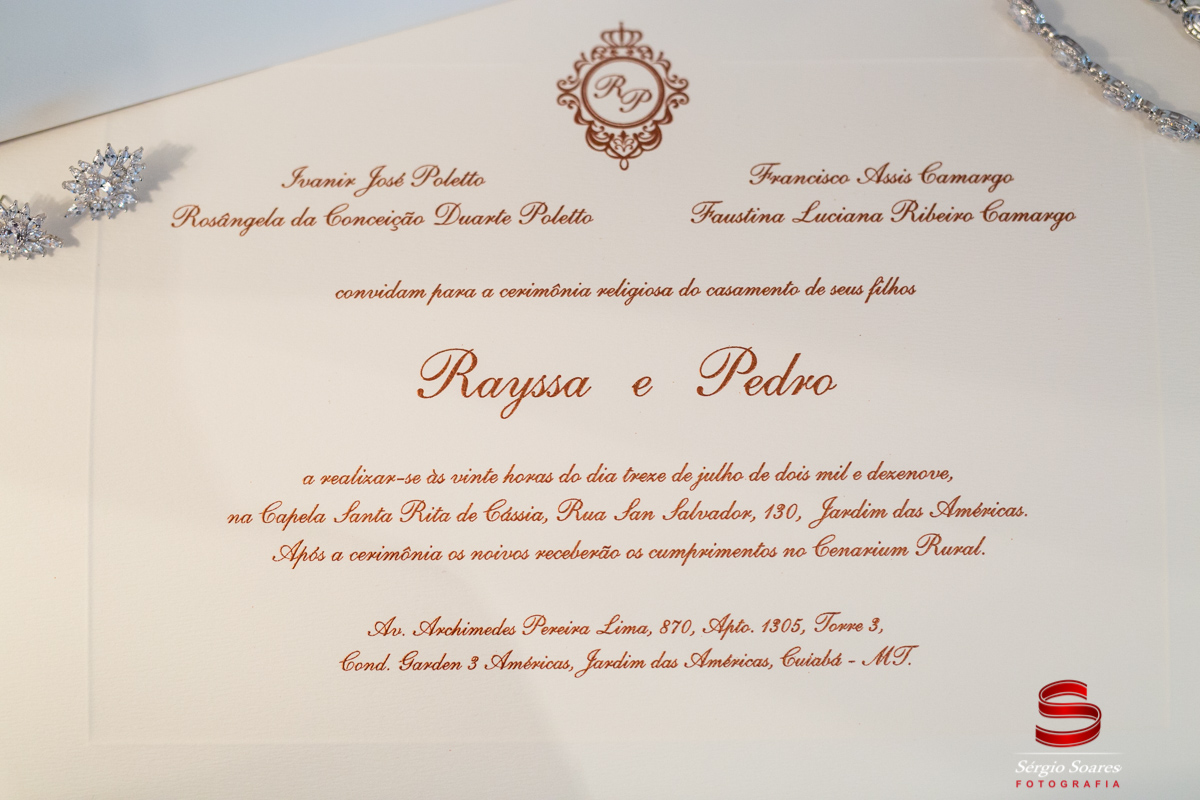 RP
Ivanir José Poletto
Rosângela da Conceição Duarte Poletto
Francisco Assis Camargo
Faustina Luciana Ribeiro Camargo
convidam para a cerimônia religiosa do casamento de seus filhos
Rayssa e Pedro
a realizar-se às vinte horas do dia treze de julho de dois mil e dezenove,
na Capela Santa Rita de Cássia, Rua San Salvador, 130, Jardim das Américas.
Após a cerimônia os noivos receberão os cumprimentos no Cenarium Rural.
Av. Archimedes Pereira Lima, 870, Apto. 1305, Torre 3,
Cond. Garden 3 Américas, Jardim das Américas, Cuiabá - MT.
S
Sérgio Soares
FOTOGRAFIA